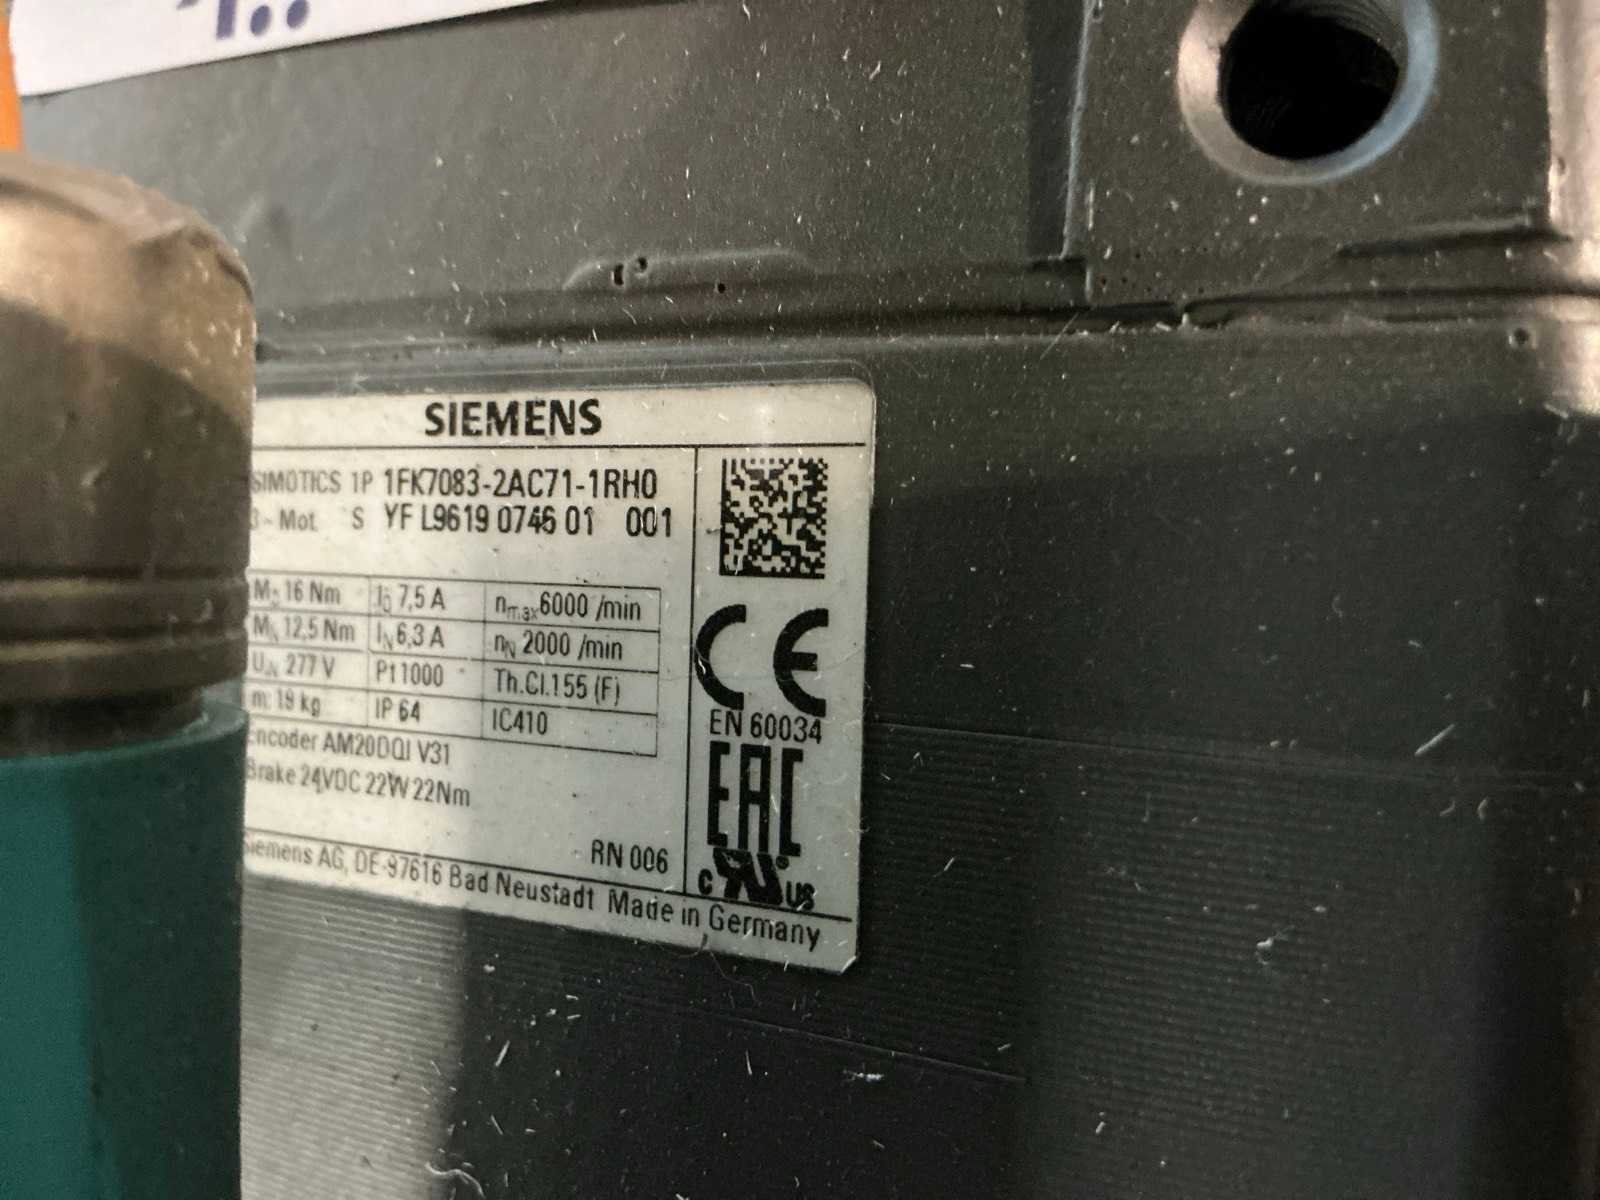 SIEMENS
SIMOTICS 1P 1FK7083-2AC71-1RH0
3~Mot. S YF L9619 0746 01 001
M0 16 Nm I0 7,5 A nmax 6000 /min
MN 12,5 Nm IN 6,3 A nN 2000 /min
UiN 277 V Pt1000 Th.Cl.155 (F)
m: 19 kg IP 64 IC410
Encoder AM20DQI V31
Brake 24VDC 22W 22Nm
RN 006
Siemens AG, DE-97616 Bad Neustadt Made in Germany
CE
EN 60034
EAC
c RU US